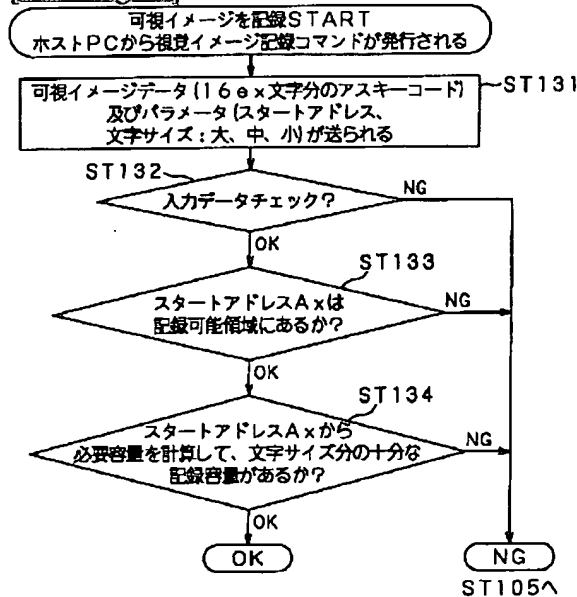 可視イメージを記録START
ホストPCから視覚イメージ記録コマンドが発行される
可視イメージデータ(16ex文字分のアスキーコード)
及びパラメータ(スタートアドレス、
文字サイズ:大、中、小)が送られる
ST131
ST132
入力データチェック?
NG
OK
ST133
スタートアドレスAxは
記録可能領域にあるか?
NG
OK
ST134
スタートアドレスAxから
必要容量を計算して、文字サイズ分の十分な
記録容量があるか?
NG
OK
OK
NG
ST105へ